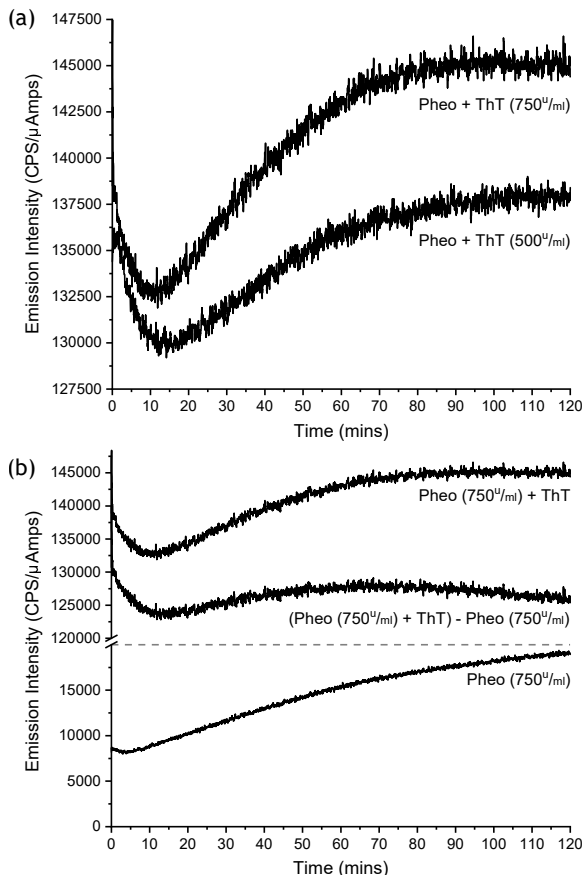 (a)
147500
145000
142500
140000
137500
135000
132500
130000
127500
Emission Intensity (CPS/µAmps)
Pheo + ThT (750ᵘ/ml)
Pheo + ThT (500ᵘ/ml)
0 10 20 30 40 50 60 70 80 90 100 110 120
Time (mins)
(b)
145000
140000
135000
130000
125000
120000
15000
10000
5000
0
Emission Intensity (CPS/µAmps)
Pheo (750ᵘ/ml) + ThT
(Pheo (750ᵘ/ml) + ThT) - Pheo (750ᵘ/ml)
Pheo (750ᵘ/ml)
0 10 20 30 40 50 60 70 80 90 100 110 120
Time (mins)